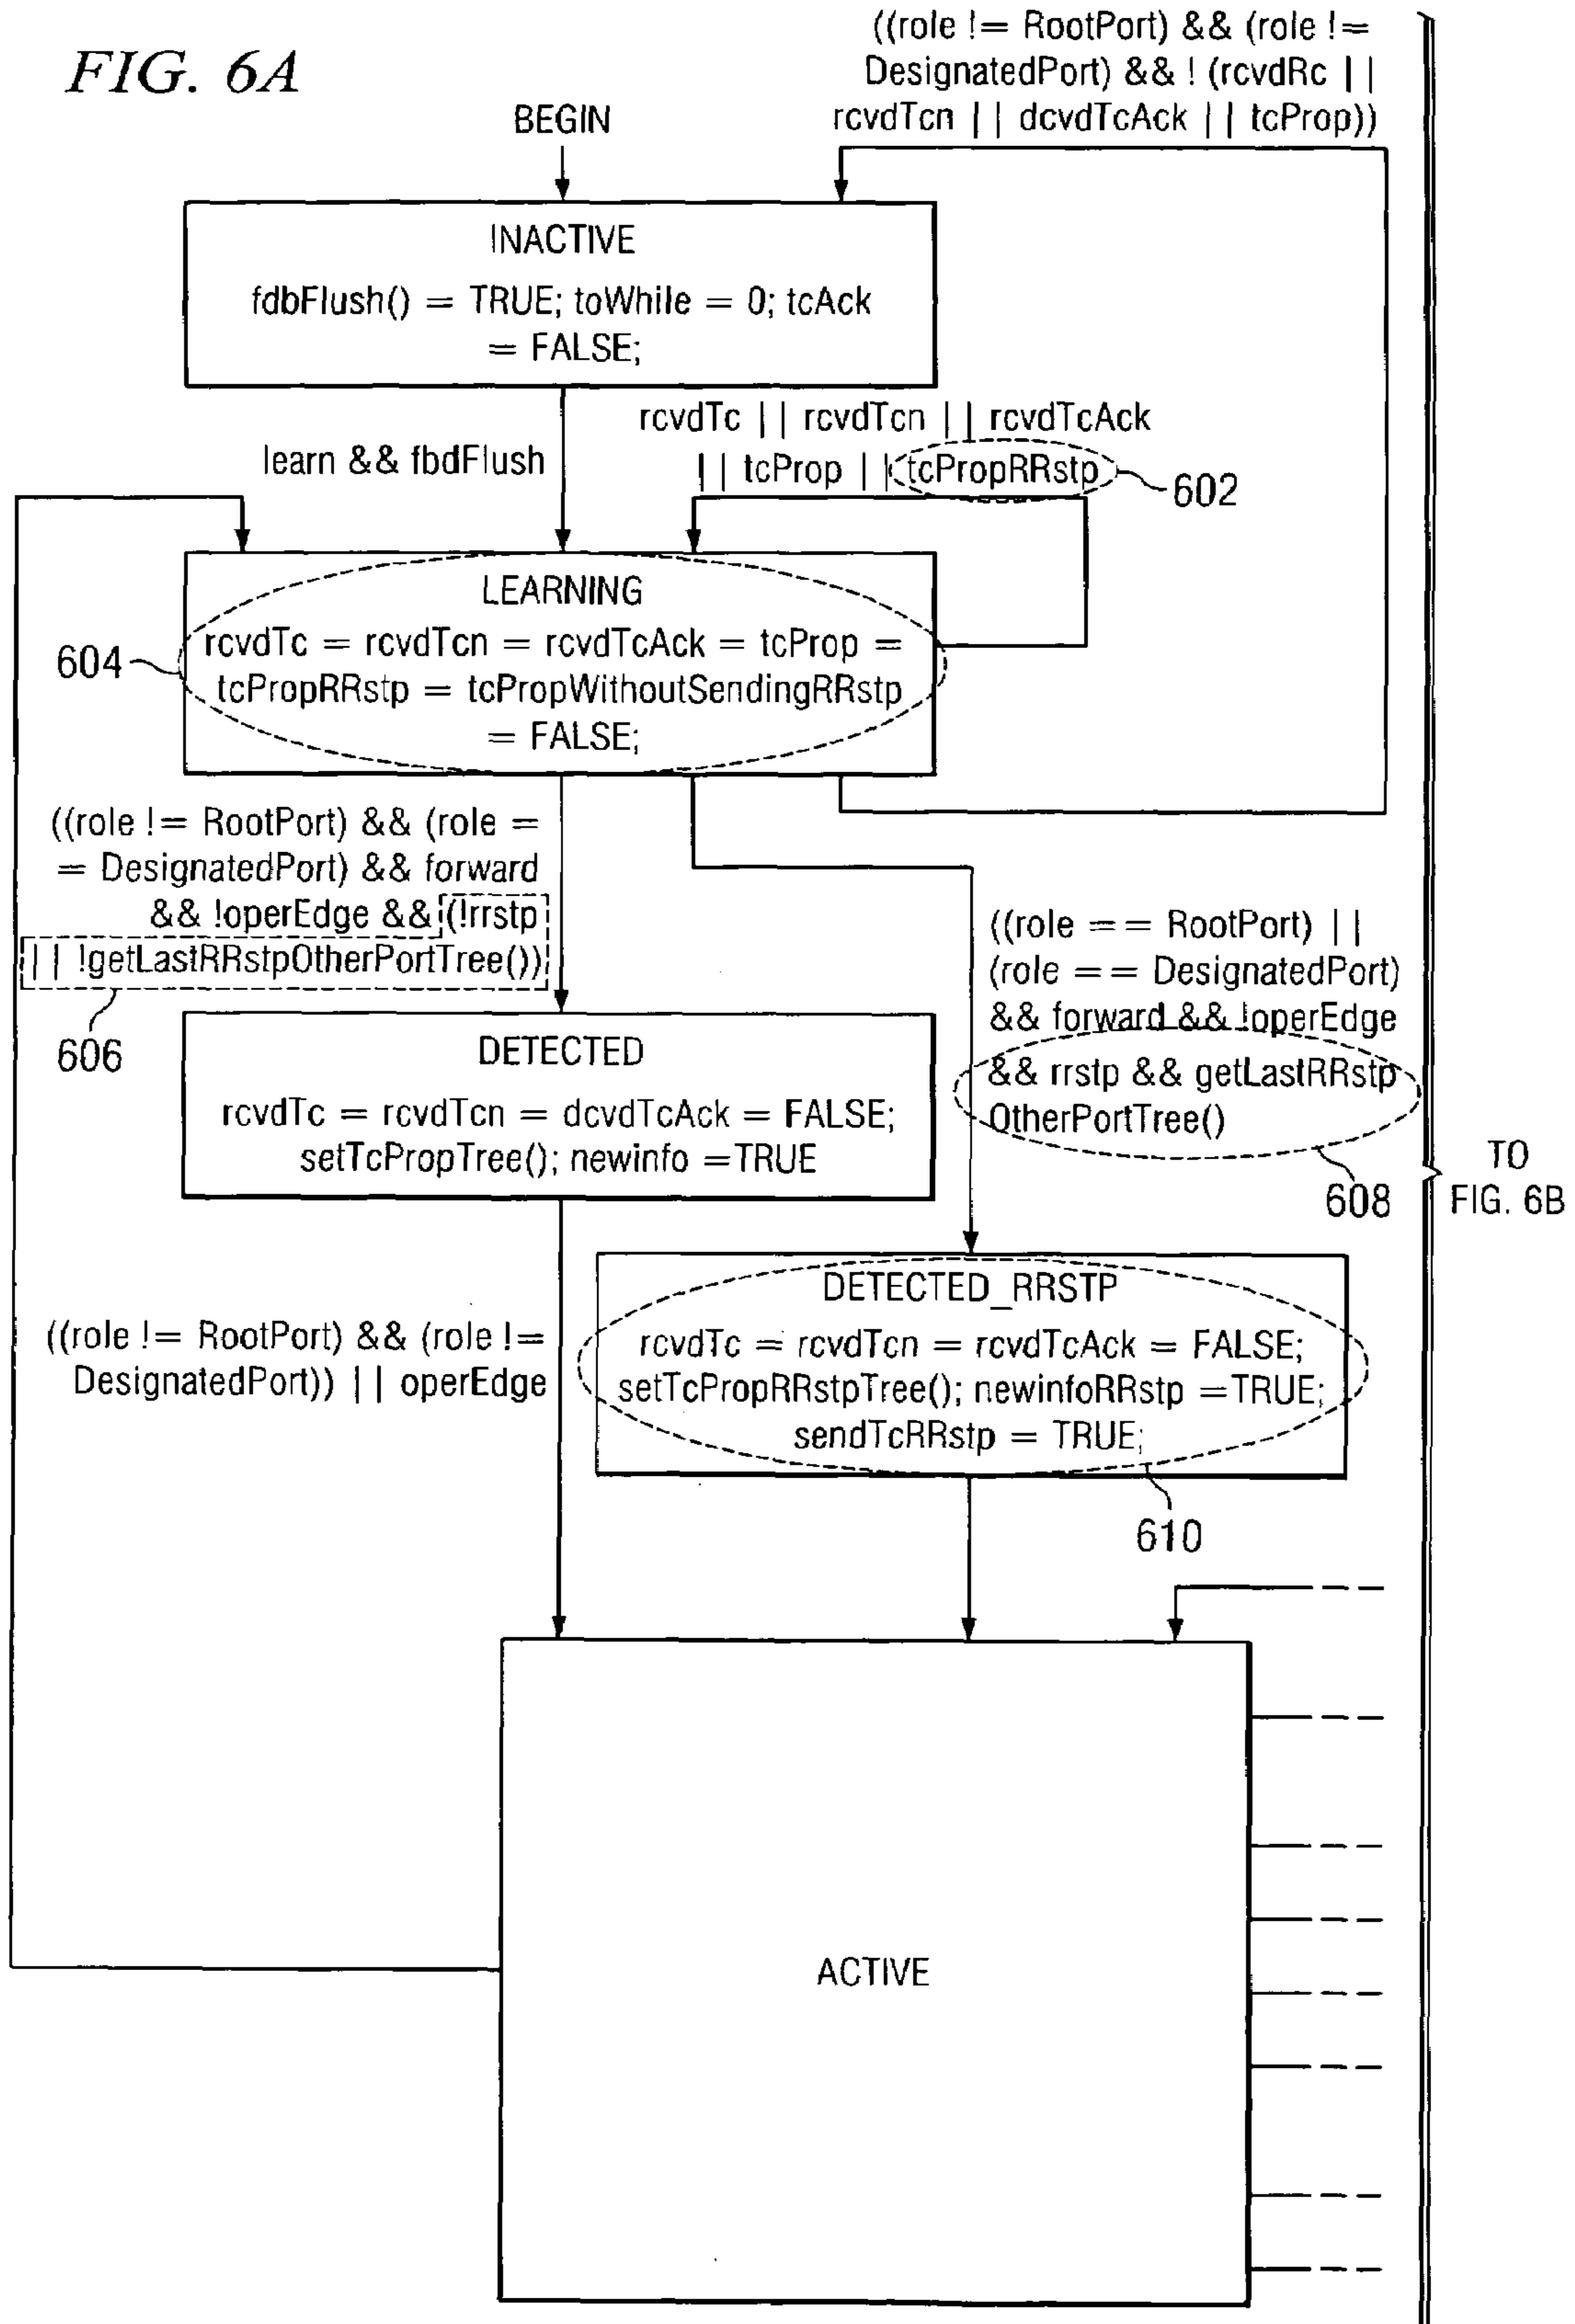 FIG. 6A
((role != RootPort) && (role !=
DesignatedPort) && ! (rcvdRc ||
rcvdTcn || dcvdTcAck || tcProp))
BEGIN
INACTIVE
fdbFlush() = TRUE; toWhile = 0; tcAck
= FALSE;
learn && fbdFlush
rcvdTc || rcvdTcn || rcvdTcAck
|| tcProp || tcPropRRstp
602
LEARNING
rcvdTc = rcvdTcn = rcvdTcAck = tcProp =
tcPropRRstp = tcPropWithoutSendingRRstp
= FALSE;
604
((role != RootPort) && (role =
= DesignatedPort) && forward
&& !operEdge && (!rrstp
|| !getLastRRstpOtherPortTree())
606
((role == RootPort) ||
(role == DesignatedPort)
&& forward && !operEdge
&& rrstp && getLastRRstp
OtherPortTree()
608
DETECTED
rcvdTc = rcvdTcn = dcvdTcAck = FALSE;
setTcPropTree(); newinfo =TRUE
TO
FIG. 6B
DETECTED_RRSTP
rcvdTc = rcvdTcn = rcvdTcAck = FALSE;
setTcPropRRstpTree(); newinfoRRstp =TRUE;
sendTcRRstp = TRUE;
610
((role != RootPort) && (role !=
DesignatedPort)) || operEdge
ACTIVE